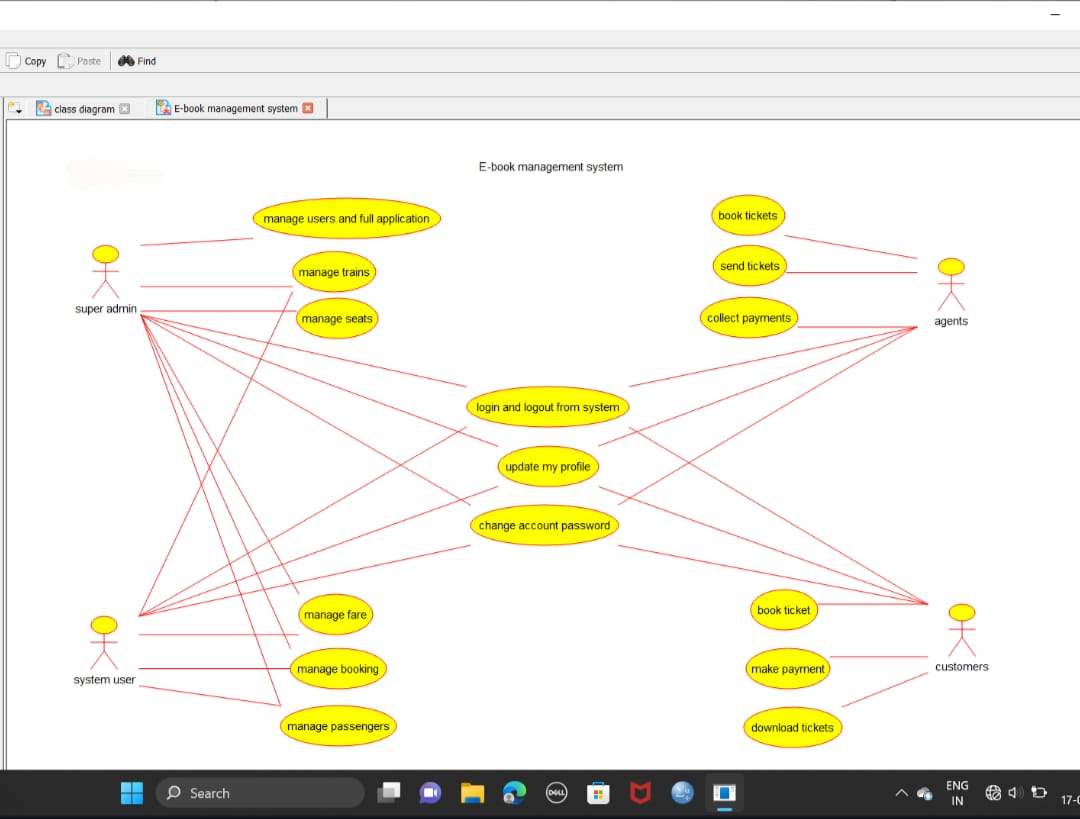 Copy Paste Find
class diagram E-book management system
E-book management system
manage users and full application
manage trains
manage seats
super admin
book tickets
send tickets
collect payments
agents
login and logout from system
update my profile
change account password
manage fare
manage booking
manage passengers
system user
book ticket
make payment
download tickets
customers
Search
DELL
ENG
IN
17-0